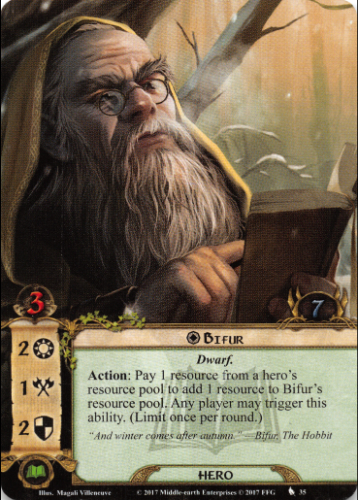 3
7
Bifur
2
1
2
Dwarf.
Action: Pay 1 resource from a hero's
resource pool to add 1 resource to Bifur's
resource pool. Any player may trigger this
ability. (Limit once per round.)
"And winter comes after autumn." —Bifur, The Hobbit
HERO
Illus. Magali Villeneuve © 2017 Middle-earth Enterprises © 2017 FFG 35